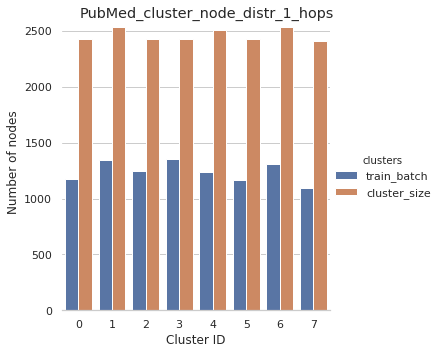 PubMed_cluster_node_distr_1_hops
2500
2000
1500
1000
500
0
Number of nodes
0 1 2 3 4 5 6 7
Cluster ID
clusters
train_batch
cluster_size